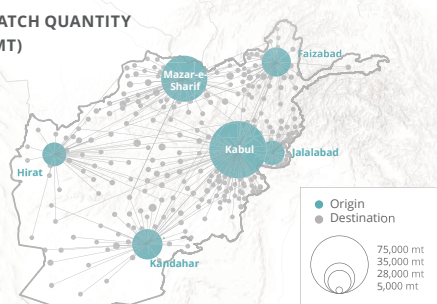 ATCH QUANTITY
MT)
Faizabad
Mazar-e-
Sharif
Kabul
Jalalabad
Hirat
Kandahar
Origin
Destination
75,000 mt
35,000 mt
28,000 mt
5,000 mt